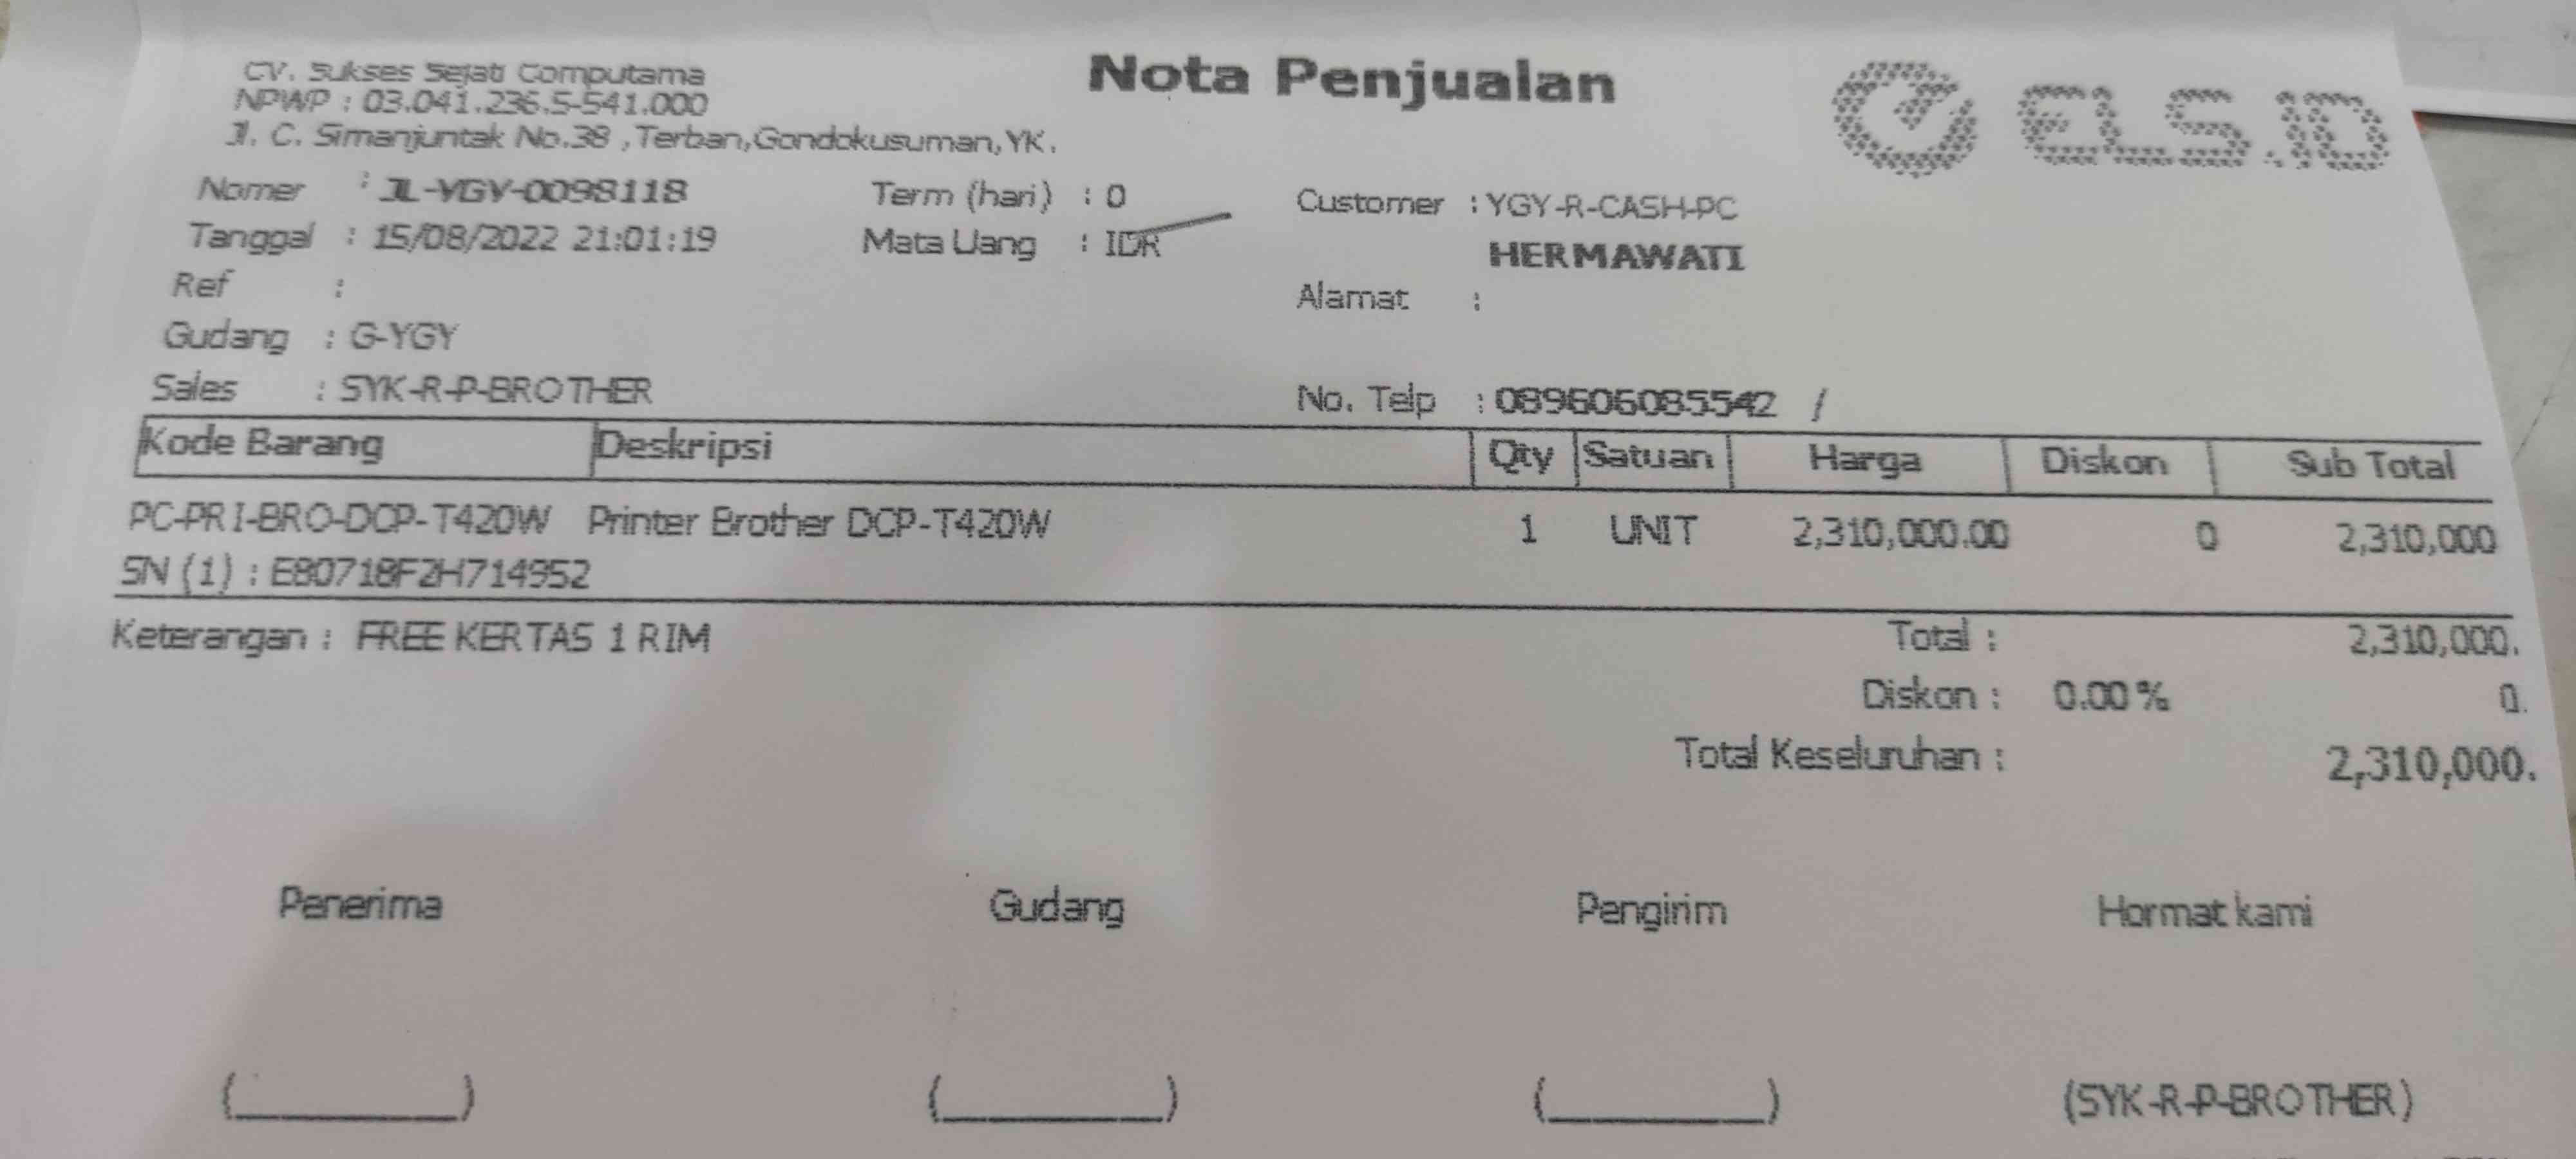 CV. Sukses Sejati Computama
Nota Penjualan
ELS.ID
NPWP : 03.041.236.5-541.000
Jl. C. Simanjuntak No.38 ,Terban,Gondokusuman,YK.
Nomer : JL-YGY-0098118 Term (hari) : 0 Customer : YGY-R-CASH-PC
Tanggal : 15/08/2022 21:01:19 Mata Uang : IDR HERMAWATI
Ref : Alamat :
Gudang : G-YGY
Sales : SYK-R-P-BROTHER No. Telp : 089606085542 /
Kode Barang Deskripsi Qty Satuan Harga Diskon Sub Total
PC-PRI-BRO-DCP-T420W Printer Brother DCP-T420W 1 UNIT 2,310,000.00 0 2,310,000
SN (1) : E80718F2H714952
Keterangan : FREE KERTAS 1 RIM Total : 2,310,000.
Diskon : 0.00 % 0.
Total Keseluruhan : 2,310,000.
Penerima Gudang Pengirim Hormat kami
(________) (________) (________) (SYK-R-P-BROTHER)